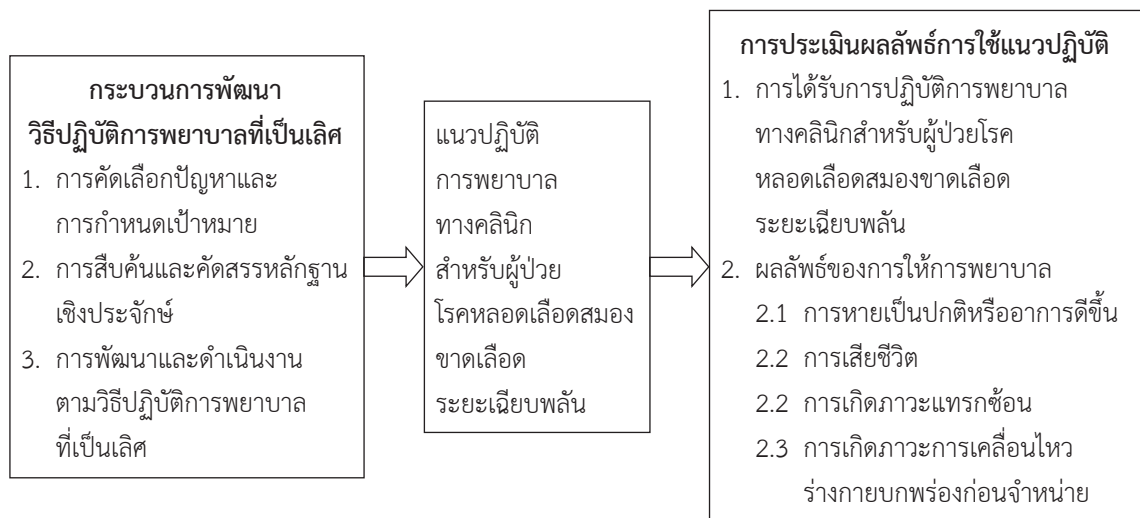 กระบวนการพัฒนา
วิธีปฏิบัติการพยาบาลที่เป็นเลิศ
1. การคัดเลือกปัญหาและ
การกำหนดเป้าหมาย
2. การสืบค้นและคัดสรรหลักฐาน
เชิงประจักษ์
3. การพัฒนาและดำเนินงาน
ตามวิธีปฏิบัติการพยาบาล
ที่เป็นเลิศ
แนวปฏิบัติ
การพยาบาล
ทางคลินิก
สำหรับผู้ป่วย
โรคหลอดเลือดสมอง
ขาดเลือด
ระยะเฉียบพลัน
การประเมินผลลัพธ์การใช้แนวปฏิบัติ
1. การได้รับการปฏิบัติการพยาบาล
ทางคลินิกสำหรับผู้ป่วยโรค
หลอดเลือดสมองขาดเลือด
ระยะเฉียบพลัน
2. ผลลัพธ์ของการให้การพยาบาล
2.1 การหายเป็นปกติหรืออาการดีขึ้น
2.2 การเสียชีวิต
2.2 การเกิดภาวะแทรกซ้อน
2.3 การเกิดภาวะการเคลื่อนไหว
ร่างกายบกพร่องก่อนจำหน่าย